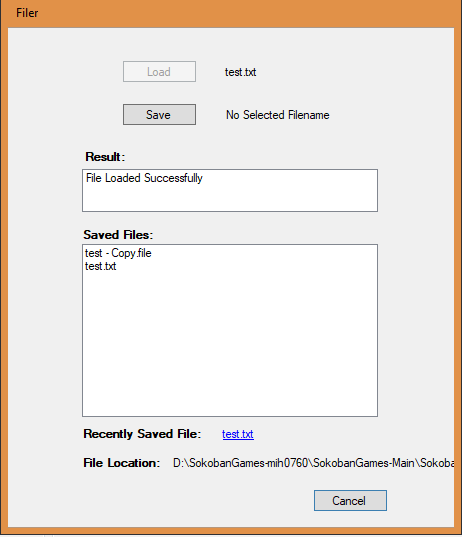 Filer
Load test.txt
Save No Selected Filename
Result:
File Loaded Successfully
Saved Files:
test - Copy.file
test.txt
Recently Saved File: test.txt
File Location: D:\SokobanGames-mih0760\SokobanGames-Main\Sokoba
Cancel